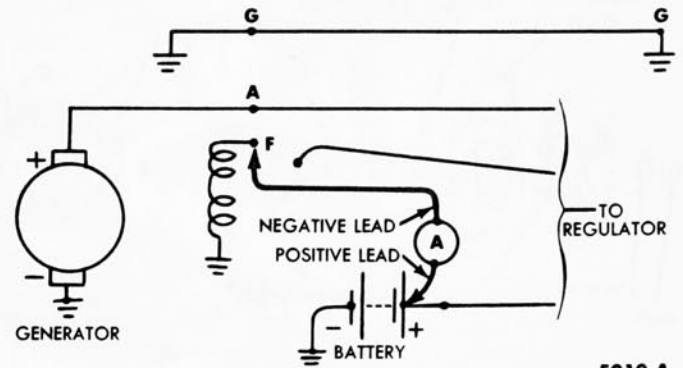 G G
A
F
+
NEGATIVE LEAD
A
POSITIVE LEAD
TO
REGULATOR
-
- +
GENERATOR
BATTERY